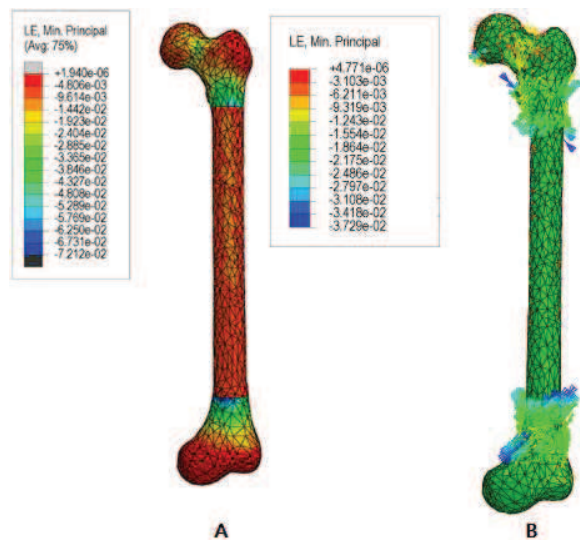 LE, Min. Principal
(Avg: 75%)
+1.940e-06
-4.806e-03
-9.614e-03
-1.442e-02
-1.923e-02
-2.404e-02
-2.885e-02
-3.365e-02
-3.846e-02
-4.327e-02
-4.808e-02
-5.289e-02
-5.769e-02
-6.250e-02
-6.731e-02
-7.212e-02
LE, Min. Principal
+4.771e-06
-3.103e-03
-6.211e-03
-9.319e-03
-1.243e-02
-1.554e-02
-1.864e-02
-2.175e-02
-2.486e-02
-2.797e-02
-3.108e-02
-3.418e-02
-3.729e-02
A
B